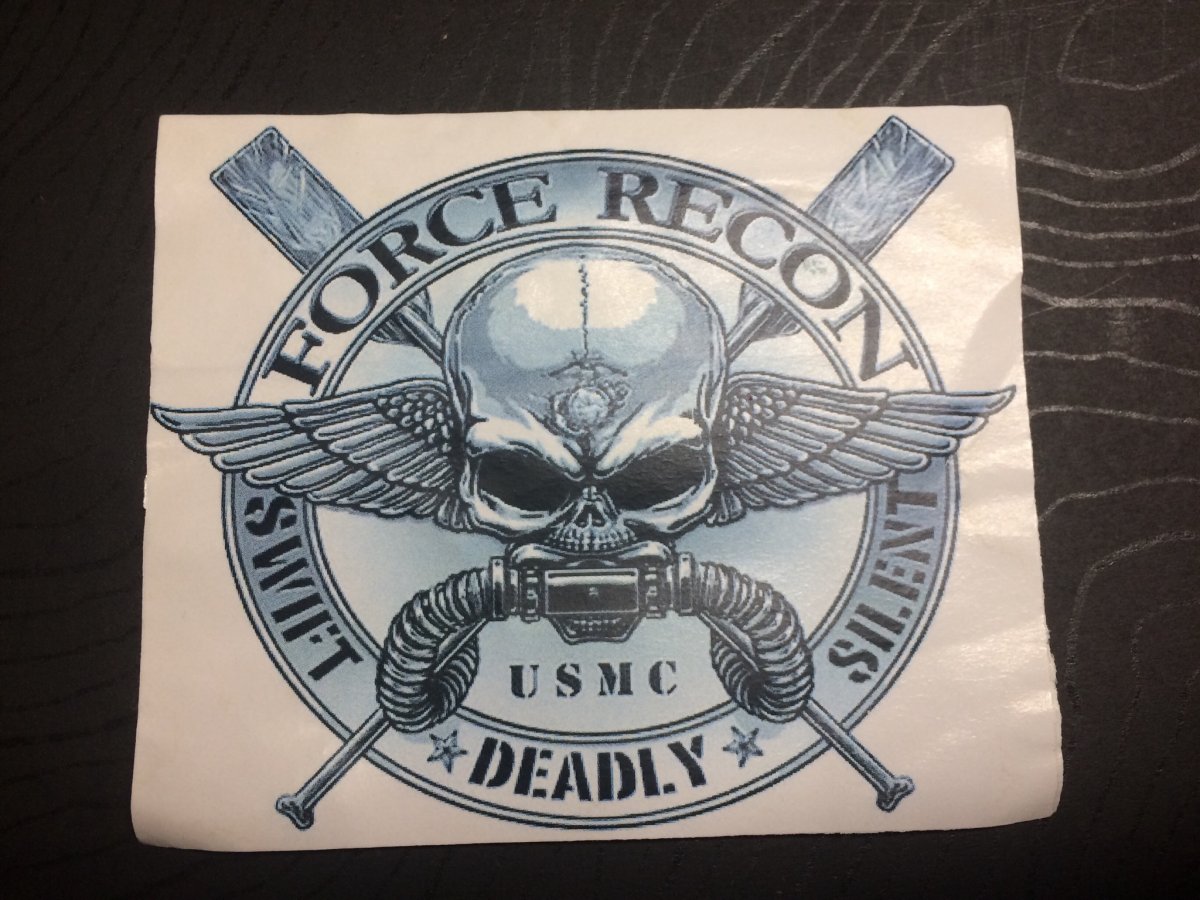 FORCE RECON
SWIFT
SILENT
USMC
DEADLY